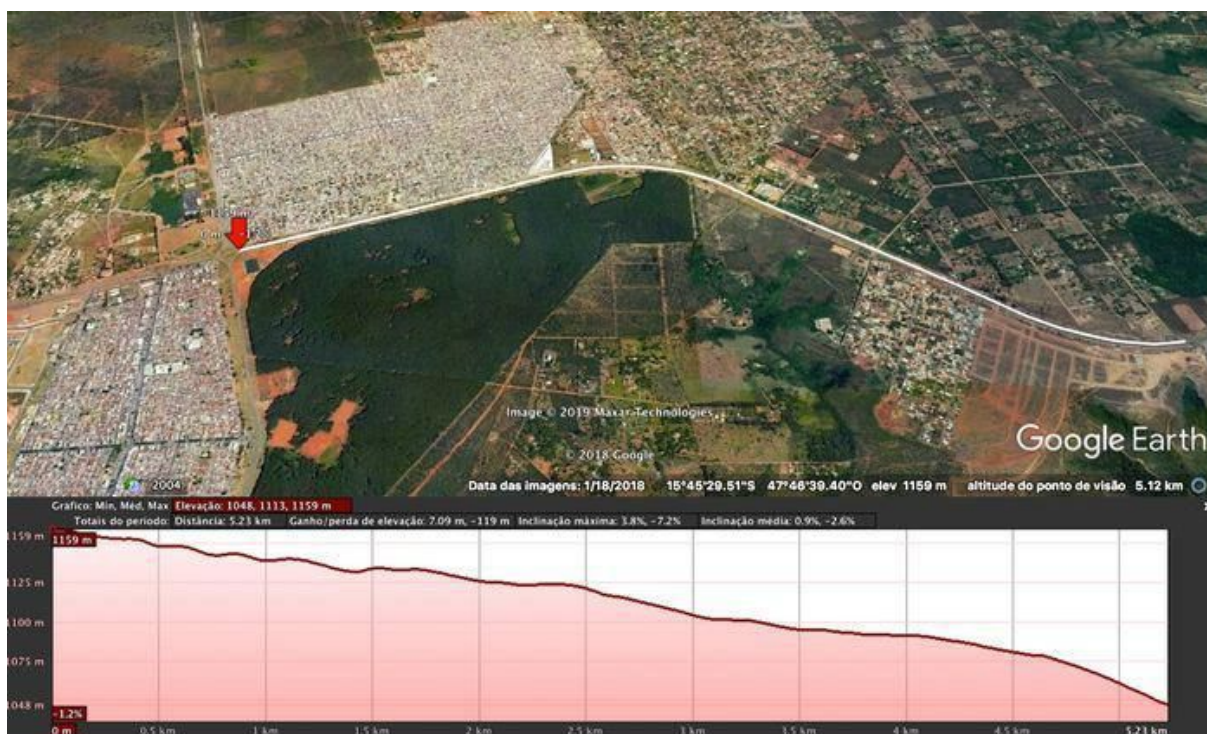 Image © 2019 Maxar Technologies
© 2018 Google
Google Earth
2004
Data das imagens: 1/18/2018 15°45'29.51"S 47°46'39.40"O elev 1159 m altitude do ponto de visão 5.12 km
Gráfico: Min, Méd, Max Elevação: 1048, 1113, 1159 m
Totais do período: Distância: 5.23 km Ganho/perda de elevação: 7.09 m, -119 m Inclinação máxima: 3.8%, -7.2% Inclinação média: 0.9%, -2.6%
1159 m
1159 m
1125 m
1100 m
1075 m
1048 m
-1.2%
0 m 0.5 km 1 km 1.5 km 2 km 2.5 km 3 km 3.5 km 4 km 4.5 km 5.23 km